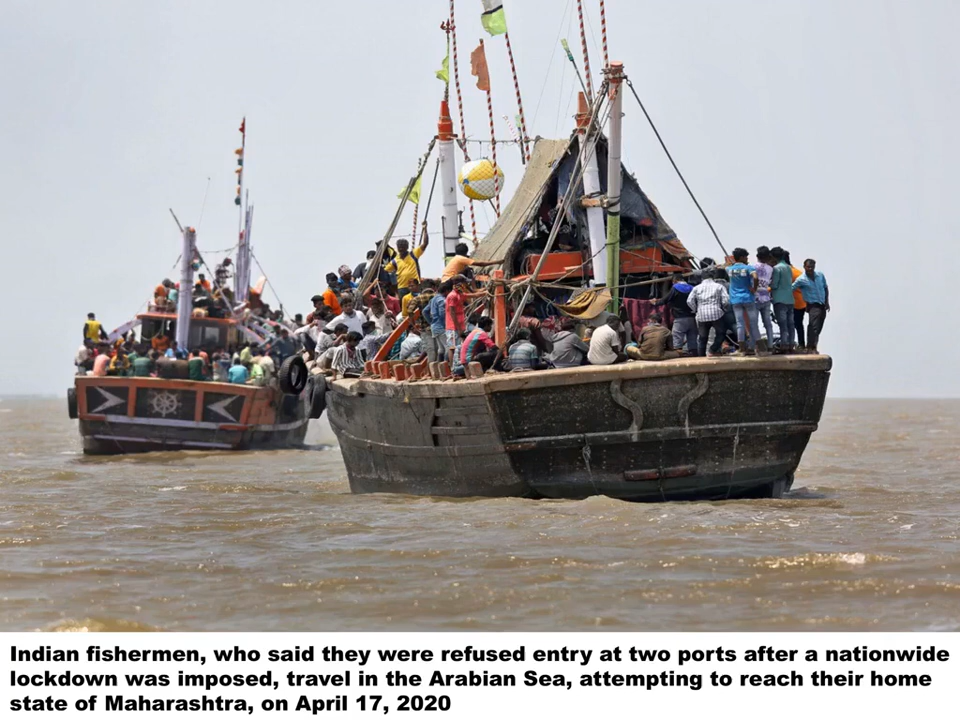 Indian fishermen, who said they were refused entry at two ports after a nationwide
lockdown was imposed, travel in the Arabian Sea, attempting to reach their home
state of Maharashtra, on April 17, 2020